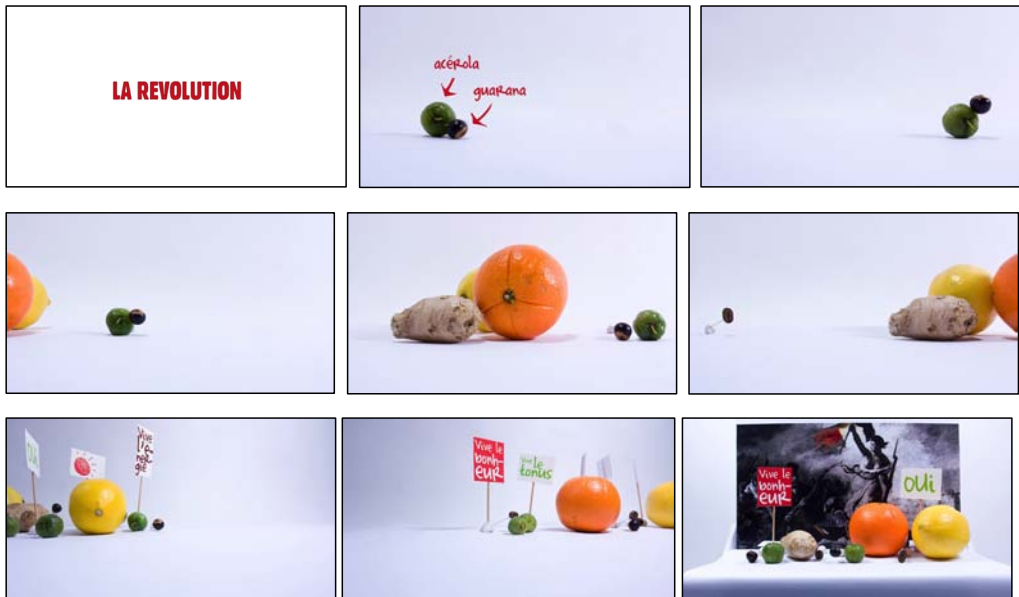 LA REVOLUTION
acérola
guarana
OUi
Vive
l'é-
ner-
gie
Vive le
bonh-
EUR
Vive le
tonus
Vive le
bonh-
EUR
OUi